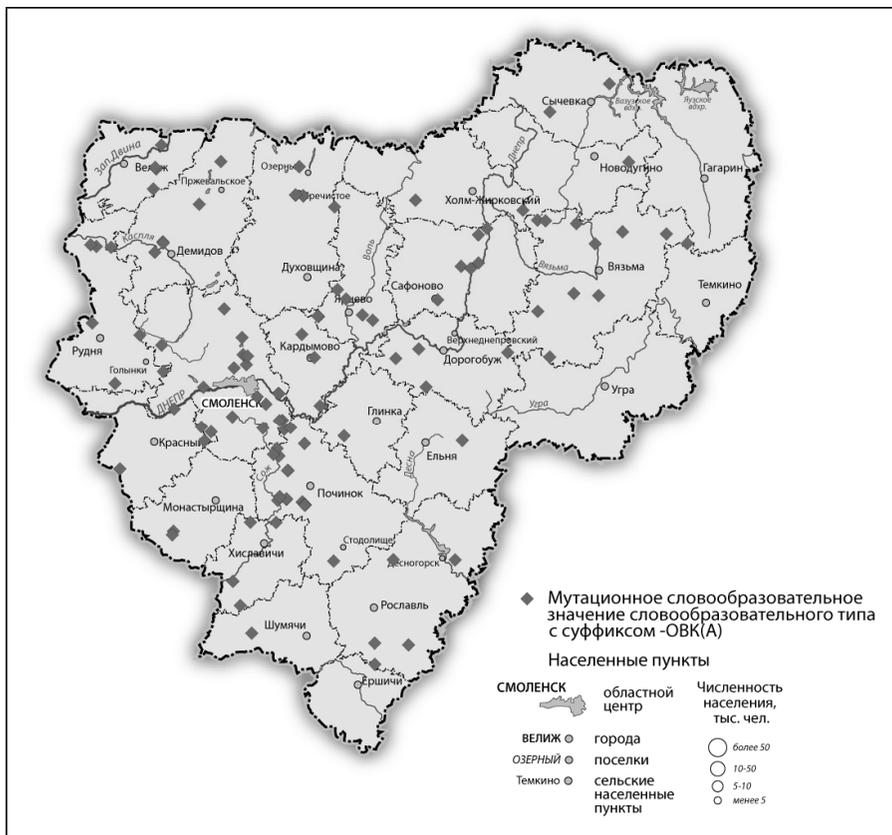 Сычевка
Вазузское
вдхр.
Яузское
вдхр.
Зап.Двина
Велиж
Озерный
Днепр
Новодугино
Гагарин
Пржевальское
Холм-Жирковский
Каспля
Демидов
Вопь
Духовщина
Вязьма
Вязьма
Сафоново
Темкино
Рудня
Кардымово
Верхнеднепровский
Дорогобуж
Голынки
Угра
ДНЕПР
СМОЛЕНСК
Угра
Глинка
Красный
Ельня
Десна
Сож
Починок
Монастырщина
Стодолище
Хиславичи
Десногорск
Рославль
Шумячи
Ершичи
Мутационное словообразовательное
значение словообразовательного типа
с суффиксом -ОВК(А)
Населенные пункты
СМОЛЕНСК
областной
центр
Численность
населения,
тыс. чел.
ВЕЛИЖ
города
ОЗЕРНЫЙ
поселки
Темкино
сельские
населенные
пункты
более 50
10-50
5-10
менее 5